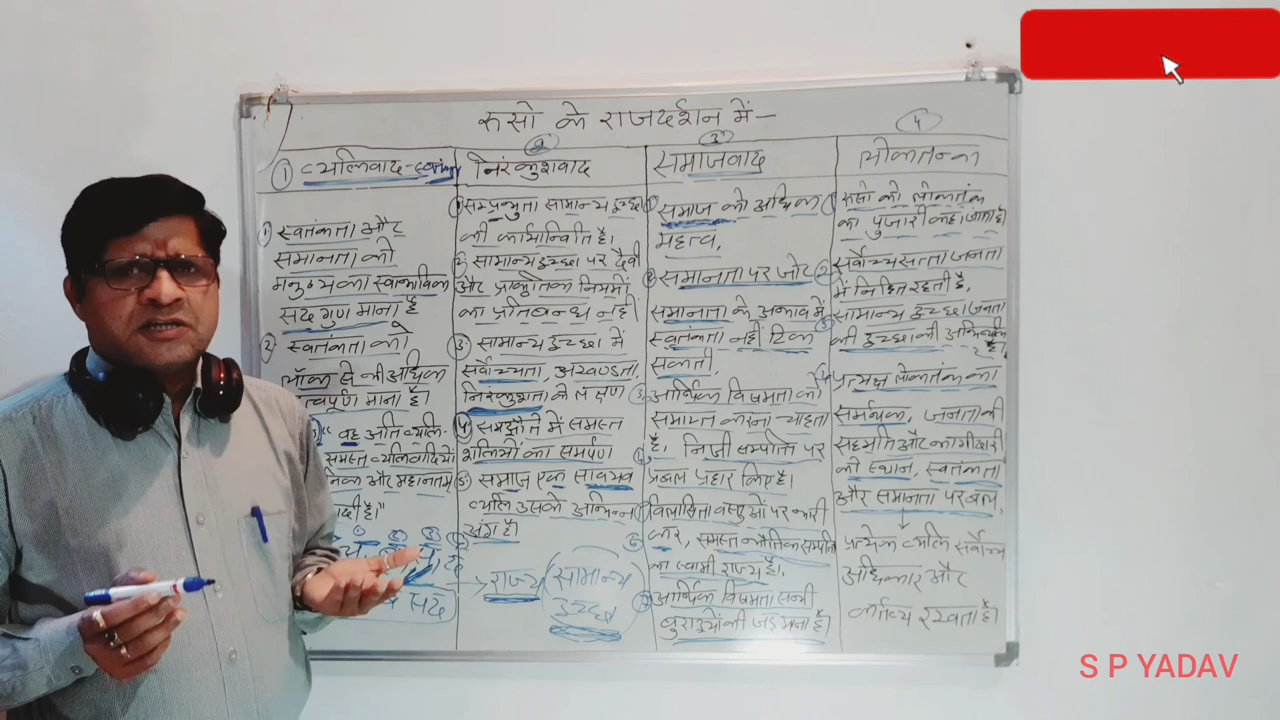 रुसो के राजदर्शन में —
① व्यक्तिवाद - स्वतंत्रता
① स्वतंत्रता और
समानता को
मनुष्य का स्वाभाविक
सद गुण माना है
② स्वतंत्रता को
लॉक से भी अधिक
त्वपूर्ण माना है।
" वह अति व्यक्ति-
समस्त व्यक्तिवादियों
और महानतम
दी है।"
② निरंकुशवाद
① सम्प्रभुता सामान्य इच्छा
की कार्यान्विति है।
② सामान्य इच्छा पर दैवी
और प्राकृतिक नियमों
का प्रतिबन्ध नहीं
③ सामान्य इच्छा में
सर्वोच्चता, अखण्डता,
निरंकुशता के लक्षण
④ समझौते में समस्त
शक्तियों का समर्पण
⑤ समाज एक सावयव
व्यक्ति उसके अभिन्न
अंग है।
राज्य (सामान्य
इच्छा
③ समाजवाद
① समाज को अधिक
महत्व,
② समानता पर जोर
समानता के अभाव में
स्वतंत्रता नहीं टिक
सकती,
③ आर्थिक विषमता को
समाप्त करना चाहता
है। निजी सम्पत्ति पर
प्रबल प्रहार किए है।
विलासिता वस्तुओं पर भारी
कर, समस्त भौतिक सम्पत्ति
का स्वामी राज्य है।
आर्थिक विषमता सभी
बुराइयों की जड़ माना है।
4
लोकतन्त्र
① रूसो को लोकतंत्र
का पुजारी कहा जाता है।
② सर्वोच्च सत्ता जनता
में निहित रहती है,
③ सामान्य इच्छा जनता
की इच्छा की अभिव्यक्ति
है।
प्रत्यक्ष लोकतंत्र का
समर्थक, जनता की
सहमति और भागीदारी
को स्थान, स्वतंत्रता
और समानता पर बल,
प्रत्येक व्यक्ति सर्वोच्च
अधिकार और
कर्तव्य रखता है।
S P YADAV